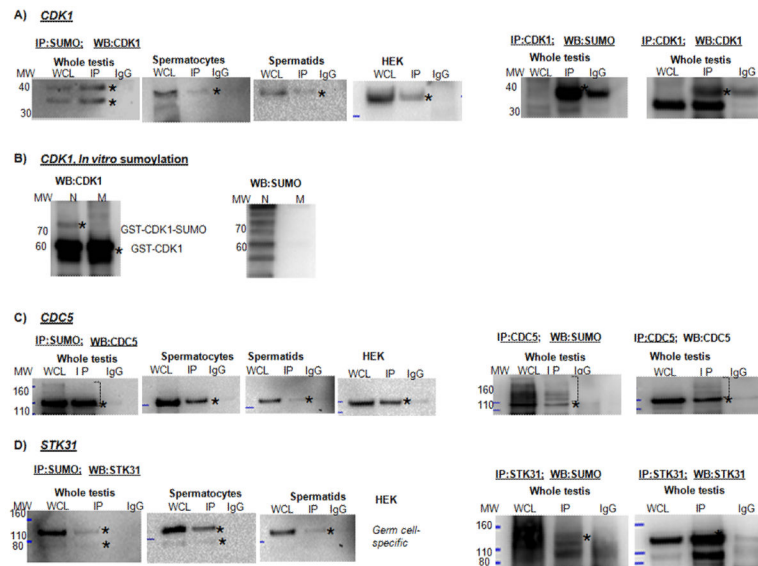 A) CDK1
IP:SUMO; WB:CDK1
Whole testis
MW WCL IP IgG
40
30
*
*
Spermatocytes
WCL IP IgG
*
Spermatids
WCL IP IgG
*
HEK
WCL IP IgG
*
IP:CDK1; WB:SUMO
Whole testis
MW WCL IP IgG
40
30
*
IP:CDK1; WB:CDK1
Whole testis
MW WCL IP IgG
40
30
*
B) CDK1, In vitro sumoylation
WB:CDK1
MW N M
70
60
*
*
GST-CDK1-SUMO
GST-CDK1
WB:SUMO
MW N M
70
60
C) CDC5
IP:SUMO; WB:CDC5
Whole testis
MW WCL I P IgG
160
110
*
Spermatocytes
WCL IP IgG
*
Spermatids
WCL IP IgG
*
HEK
WCL IP IgG
*
IP:CDC5; WB:SUMO
Whole testis
MW WCL I P IgG
160
110
*
IP:CDC5; WB:CDC5
Whole testis
WCL I P IgG
*
D) STK31
IP:SUMO; WB:STK31
Whole testis
MW WCL IP IgG
160
110
80
*
*
Spermatocytes
WCL IP IgG
*
*
Spermatids
WCL IP IgG
*
HEK
Germ cell-
specific
IP:STK31; WB:SUMO
Whole testis
MW WCL IP IgG
160
110
80
*
IP:STK31; WB:STK31
Whole testis
WCL IP IgG
*